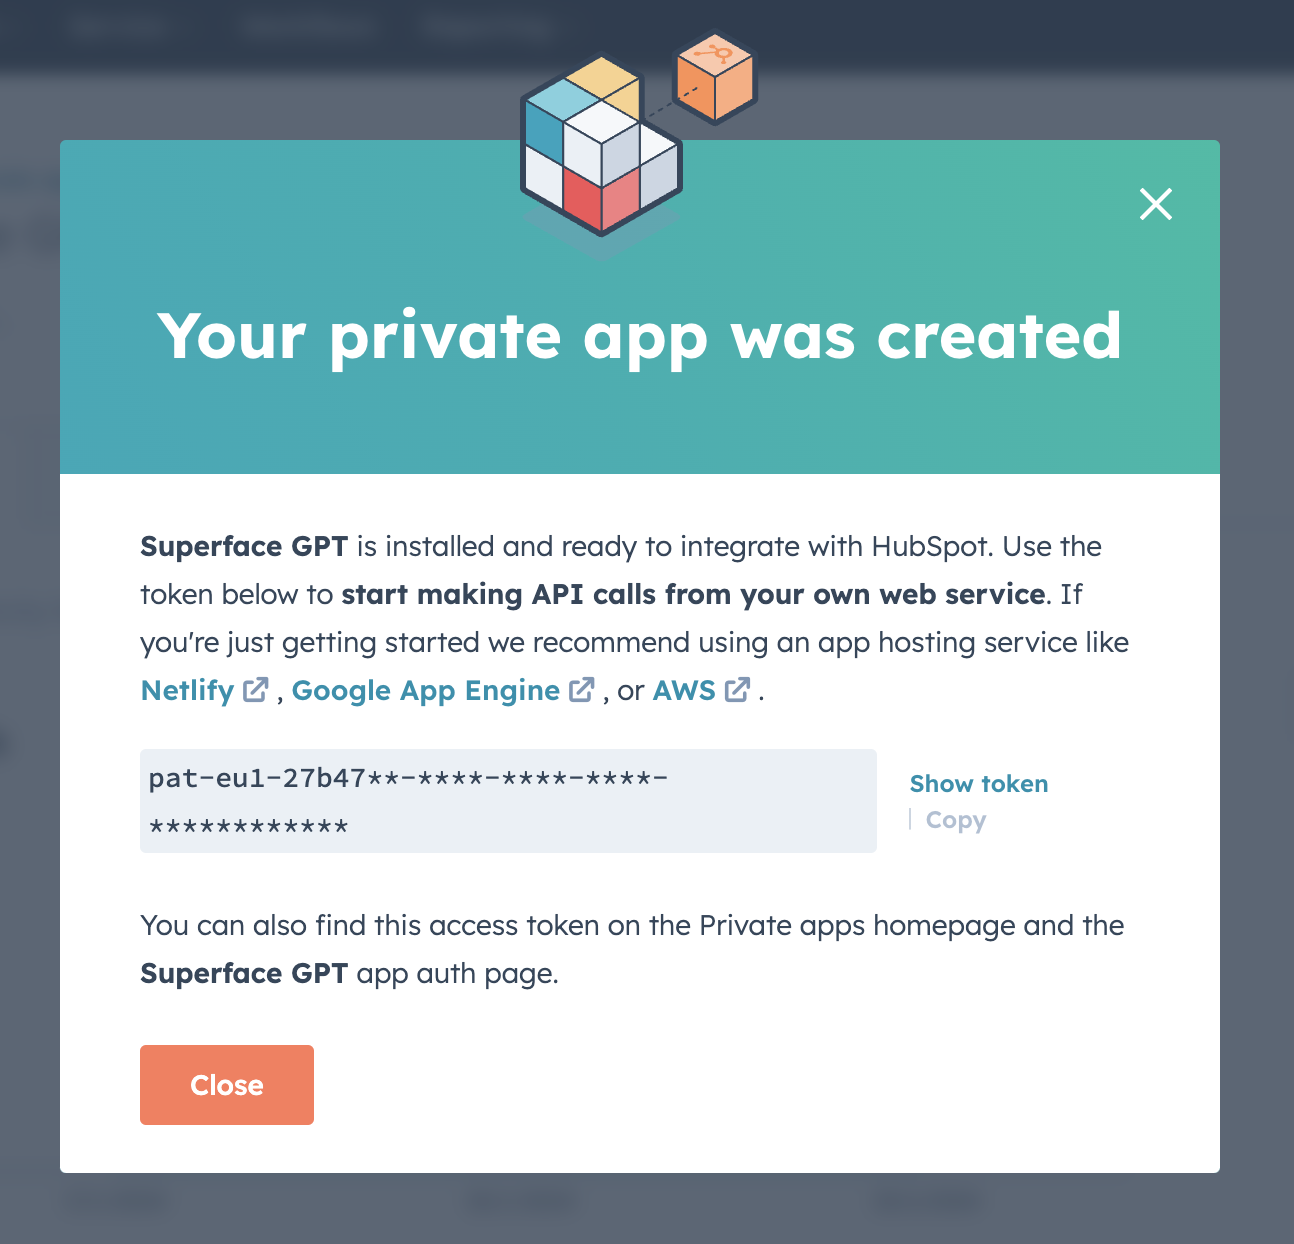 Your private app was created
Superface GPT is installed and ready to integrate with HubSpot. Use the
token below to start making API calls from your own web service. If
you're just getting started we recommend using an app hosting service like
Netlify , Google App Engine , or AWS .
pat-eu1-27b47**-****-****-****-
************
Show token
Copy
You can also find this access token on the Private apps homepage and the
Superface GPT app auth page.
Close